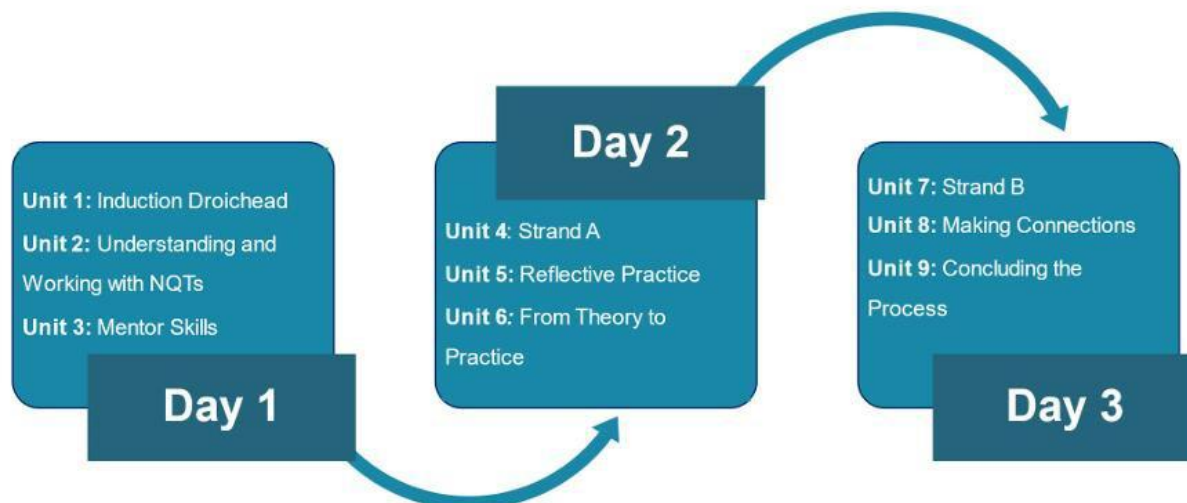 Unit 1: Induction Droichead
Unit 2: Understanding and
Working with NQTs
Unit 3: Mentor Skills
Day 1
Day 2
Unit 4: Strand A
Unit 5: Reflective Practice
Unit 6: From Theory to
Practice
Unit 7: Strand B
Unit 8: Making Connections
Unit 9: Concluding the
Process
Day 3